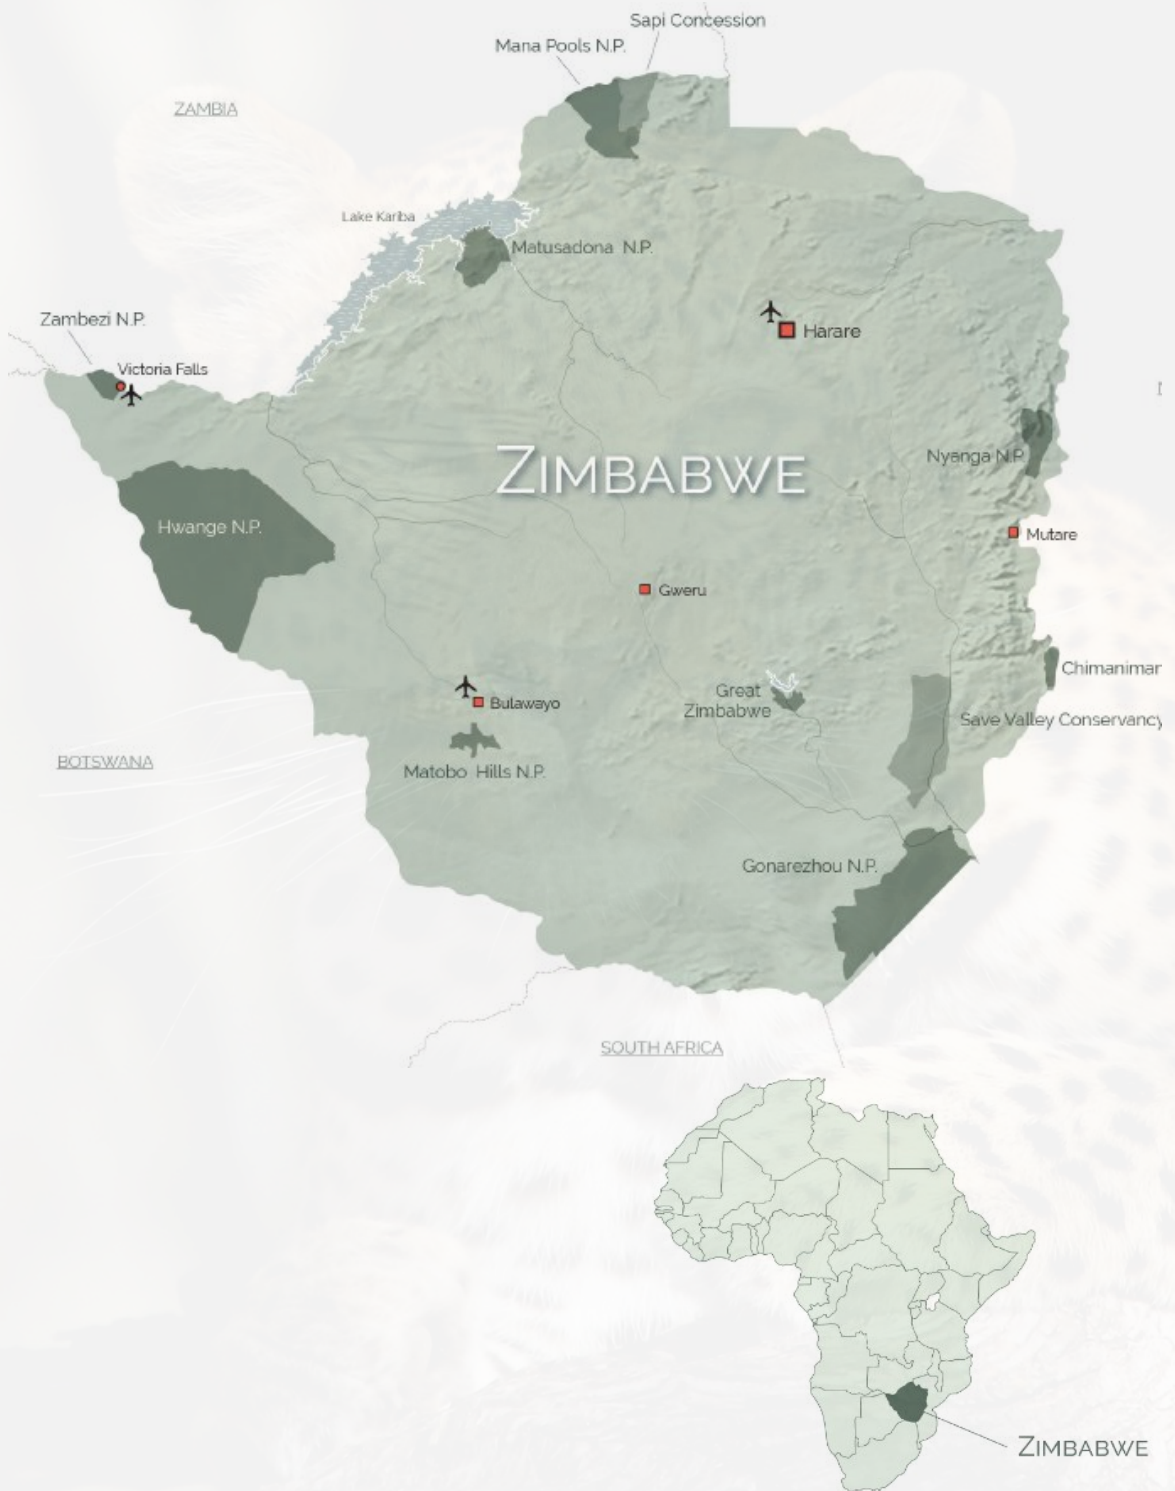 Sapi Concession
Mana Pools N.P.
ZAMBIA
Lake Kariba
Matusadona N.P.
Zambezi N.P.
Harare
Victoria Falls
ZIMBABWE
Nyanga N.P.
Hwange N.P.
Mutare
Gweru
Chimanimar
Great
Zimbabwe
Bulawayo
Save Valley Conservancy
BOTSWANA
Matobo Hills N.P.
Gonarezhou N.P.
SOUTH AFRICA
ZIMBABWE